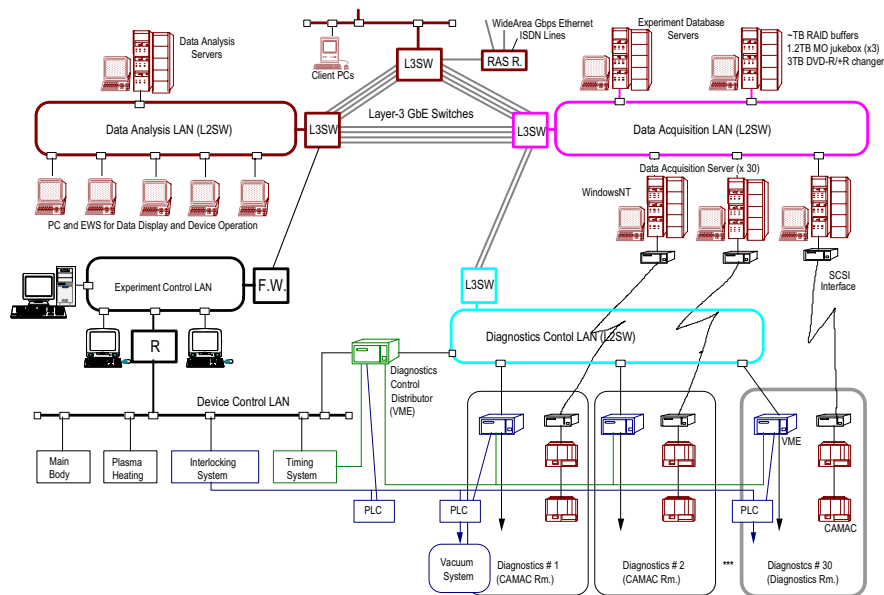 WideArea Gbps Ethernet
ISDN Lines
Data Analysis
Servers
Client PCs
L3SW
RAS R.
Experiment Database
Servers
~TB RAID buffers
1.2TB MO jukebox (x3)
3TB DVD-R/+R changer
Layer-3 GbE Switches
Data Analysis LAN (L2SW)
L3SW
L3SW
Data Acquisition LAN (L2SW)
Data Acquisition Server (x 30)
WindowsNT
PC and EWS for Data Display and Device Operation
Experiment Control LAN
F.W.
L3SW
SCSI
Interface
R
Diagnostics Contol LAN (L2SW)
Diagnostics
Control
Distributor
(VME)
Device Control LAN
VME
Main
Body
Plasma
Heating
Interlocking
System
Timing
System
PLC
PLC
PLC
CAMAC
Vacuum
System
Diagnostcs # 1
(CAMAC Rm.)
Diagnostcs # 2
(CAMAC Rm.)
***
Diagnostcs # 30
(Diagnostics Rm.)